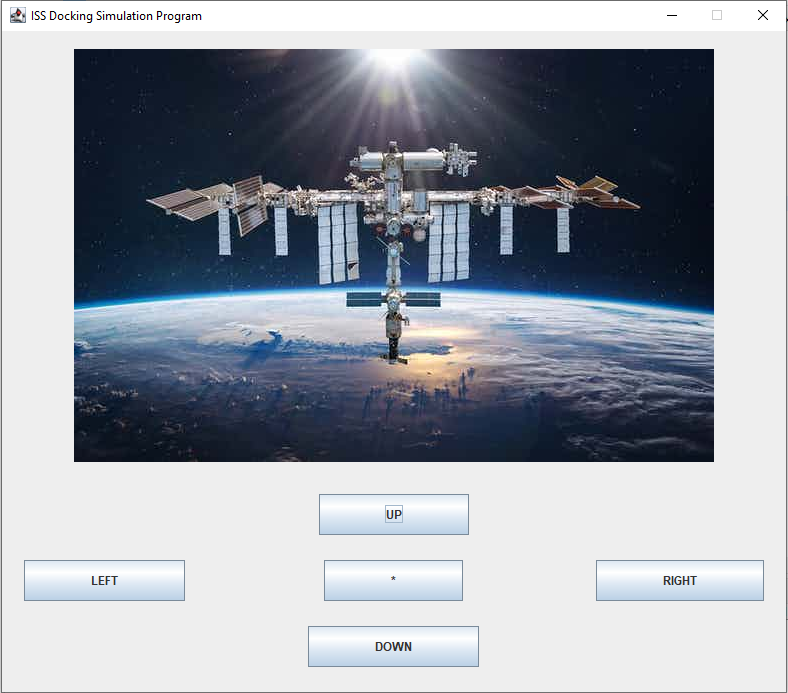 ISS Docking Simulation Program
UP
LEFT
*
RIGHT
DOWN